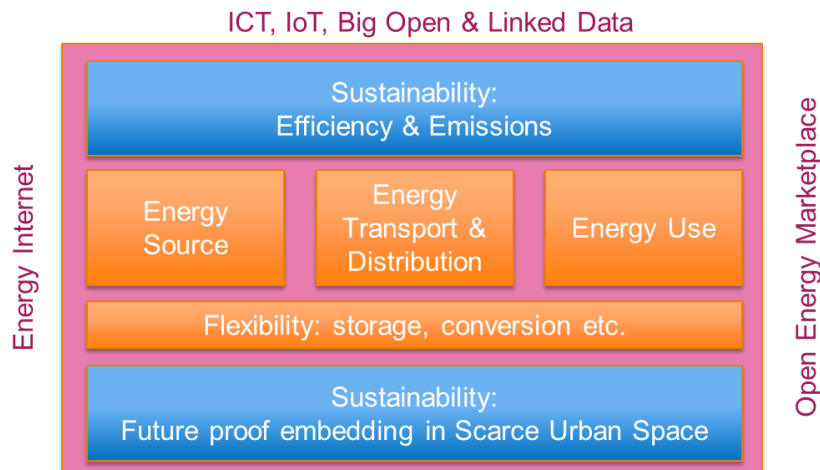 ICT, IoT, Big Open & Linked Data
Energy Internet
Sustainability:
Efficiency & Emissions
Energy
Source
Energy
Transport &
Distribution
Energy Use
Flexibility: storage, conversion etc.
Sustainability:
Future proof embedding in Scarce Urban Space
Open Energy Marketplace